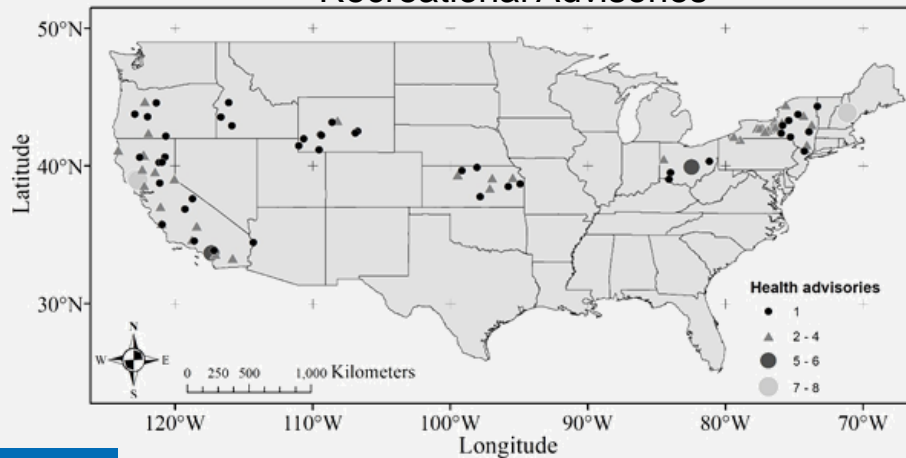 Recreational Advisories
50°N
40°N
30°N
Latitude
Health advisories
1
2 - 4
5 - 6
7 - 8
N
W E
S
0 250 500 1,000 Kilometers
120°W 110°W 100°W 90°W 80°W 70°W
Longitude